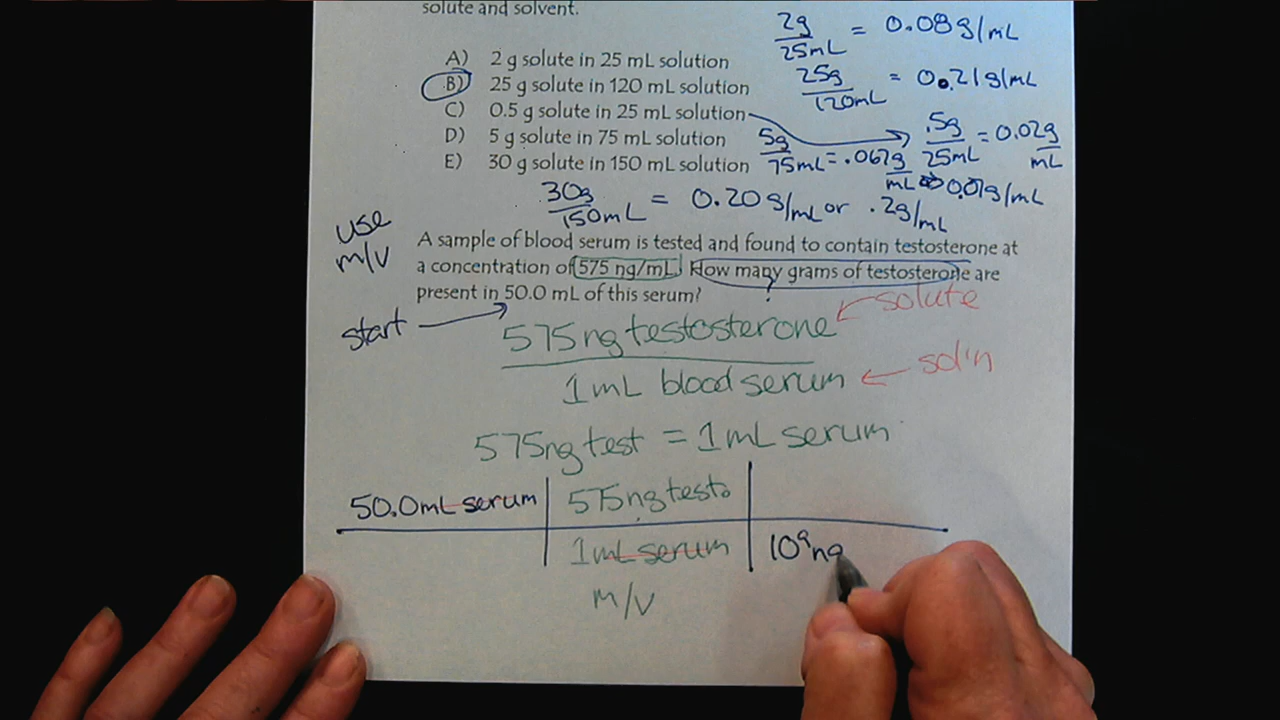 solute and solvent.
2g/25mL = 0.08g/mL
A) 2 g solute in 25 mL solution
25g/120mL = 0.21g/mL
B) 25 g solute in 120 mL solution
C) 0.5 g solute in 25 mL solution
.5g/25mL = 0.02g/mL
D) 5 g solute in 75 mL solution
5g/75mL = .067g/mL
0.07g/mL
E) 30 g solute in 150 mL solution
30g/150mL = 0.20g/mL or .2g/mL
use
m/v
A sample of blood serum is tested and found to contain testosterone at
a concentration of 575 ng/mL. How many grams of testosterone are
present in 50.0 mL of this serum?
?
start
575ng testosterone
solute
1mL blood serum
sol'n
575ng test = 1mL serum
50.0mL serum
575ng testo
1mL serum
10⁹ng
m/v